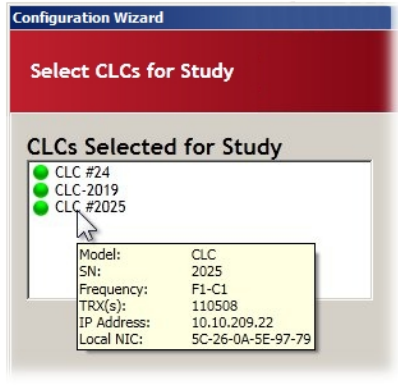 Configuration Wizard
Select CLCs for Study
CLCs Selected for Study
CLC #24
CLC-2019
CLC #2025
Model: CLC
SN: 2025
Frequency: F1-C1
TRX(s): 110508
IP Address: 10.10.209.22
Local NIC: 5C-26-0A-5E-97-79